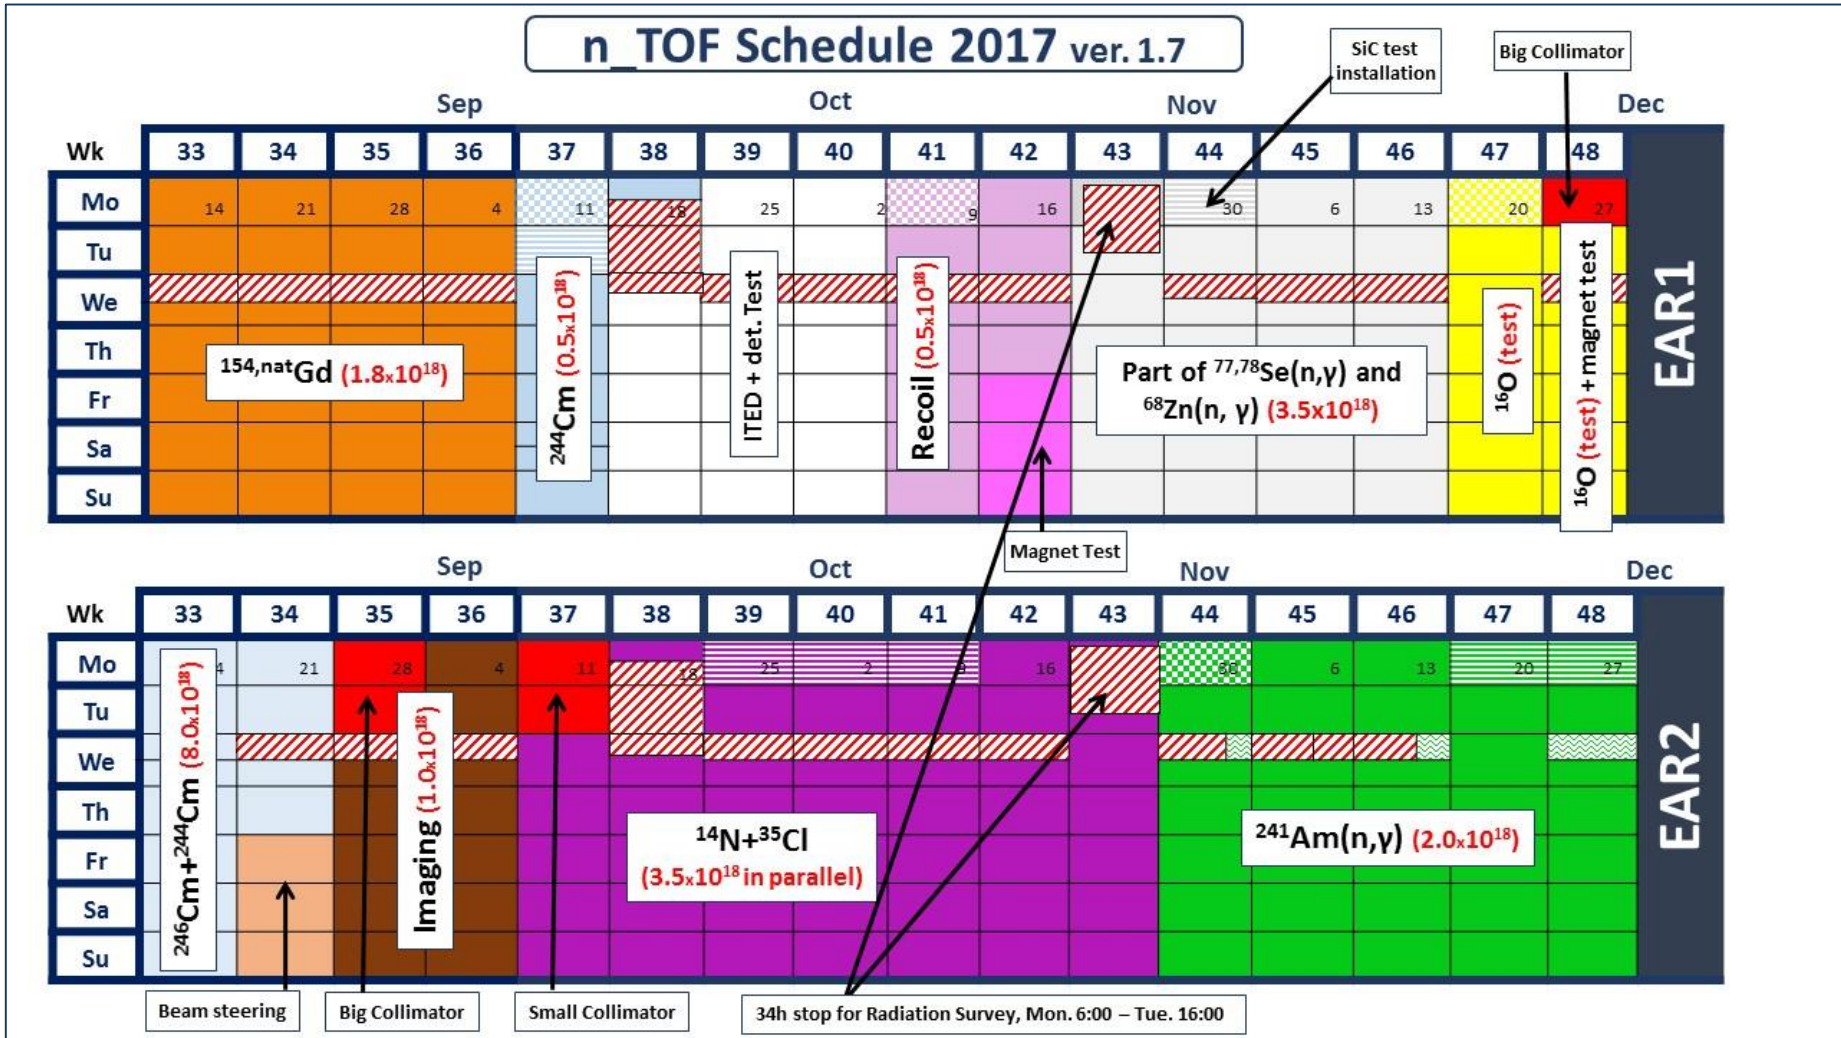 n_TOF Schedule 2017 ver. 1.7
SiC test
installation
Big Collimator
Sep Oct Nov Dec
Wk 33 34 35 36 37 38 39 40 41 42 43 44 45 46 47 48
Mo 14 21 28 4 11 18 25 2 9 16 30 6 13 20 27
Tu
We
Th
Fr
Sa
Su
154,natGd (1.8x10¹⁸)
²⁴⁴Cm (0.5x10¹⁸)
ITED + det. Test
Recoil (0.5x10¹⁸)
Part of ⁷⁷,⁷⁸Se(n,γ) and
⁶⁸Zn(n, γ) (3.5x10¹⁸)
¹⁶O (test)
¹⁶O (test) + magnet test
EAR1
Magnet Test
Sep Oct Nov Dec
Wk 33 34 35 36 37 38 39 40 41 42 43 44 45 46 47 48
Mo 4 21 28 4 11 18 25 2 9 16 30 6 13 20 27
Tu
We
Th
Fr
Sa
Su
²⁴⁶Cm+²⁴⁴Cm (8.0x10¹⁸)
Imaging (1.0x10¹⁸)
¹⁴N+³⁵Cl
(3.5x10¹⁸ in parallel)
²⁴¹Am(n,γ) (2.0x10¹⁸)
EAR2
Beam steering
Big Collimator
Small Collimator
34h stop for Radiation Survey, Mon. 6:00 – Tue. 16:00